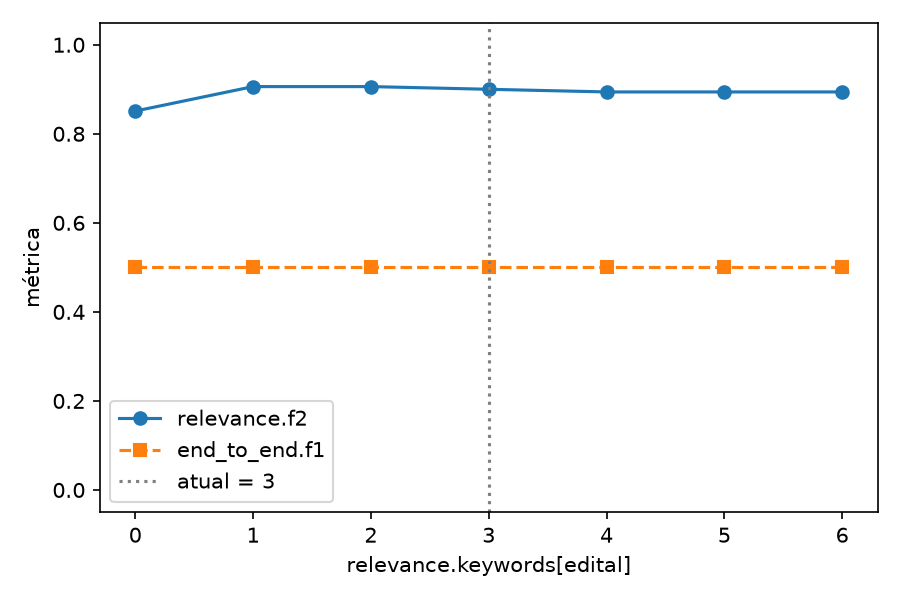 1.0
0.8
0.6
0.4
0.2
0.0
métrica
relevance.f2
end_to_end.f1
atual = 3
0 1 2 3 4 5 6
relevance.keywords[edital]